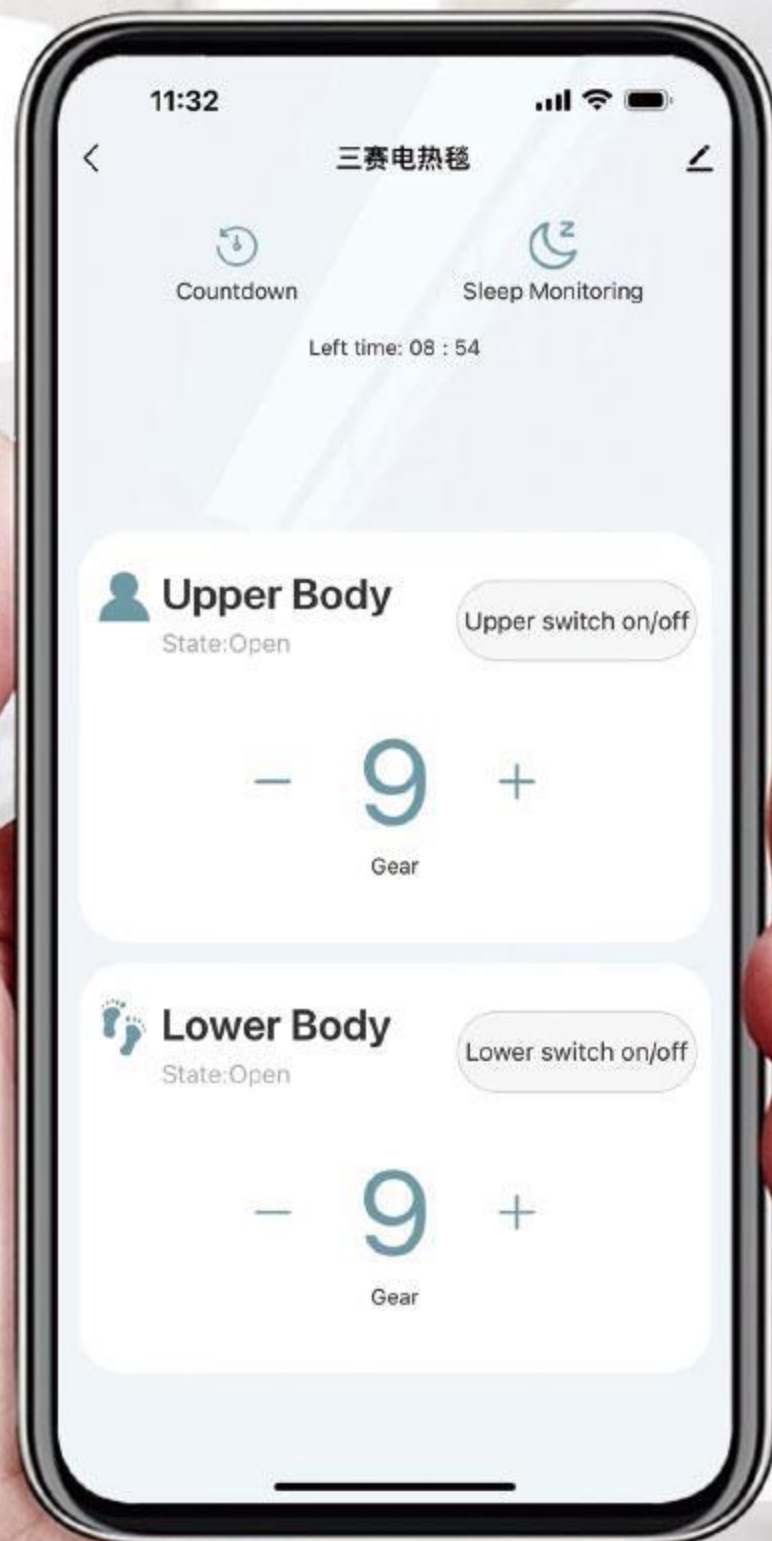 11:32
三赛电热毯
Countdown
Sleep Monitoring
Left time: 08 : 54
Upper Body
State:Open
Upper switch on/off
− 9 +
Gear
Lower Body
State:Open
Lower switch on/off
− 9 +
Gear